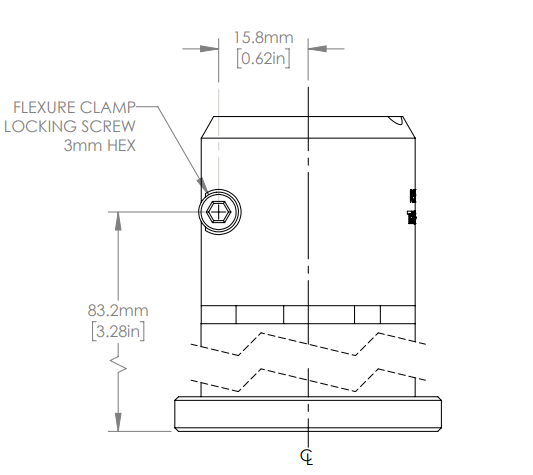 15.8mm
[0.62in]
FLEXURE CLAMP
LOCKING SCREW
3mm HEX
83.2mm
[3.28in]
℄